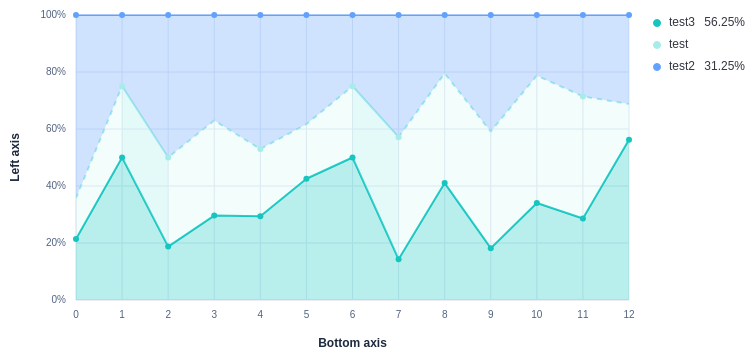 100%
80%
60%
40%
20%
0%
Left axis
0 1 2 3 4 5 6 7 8 9 10 11 12
Bottom axis
test3 56.25%
test
test2 31.25%